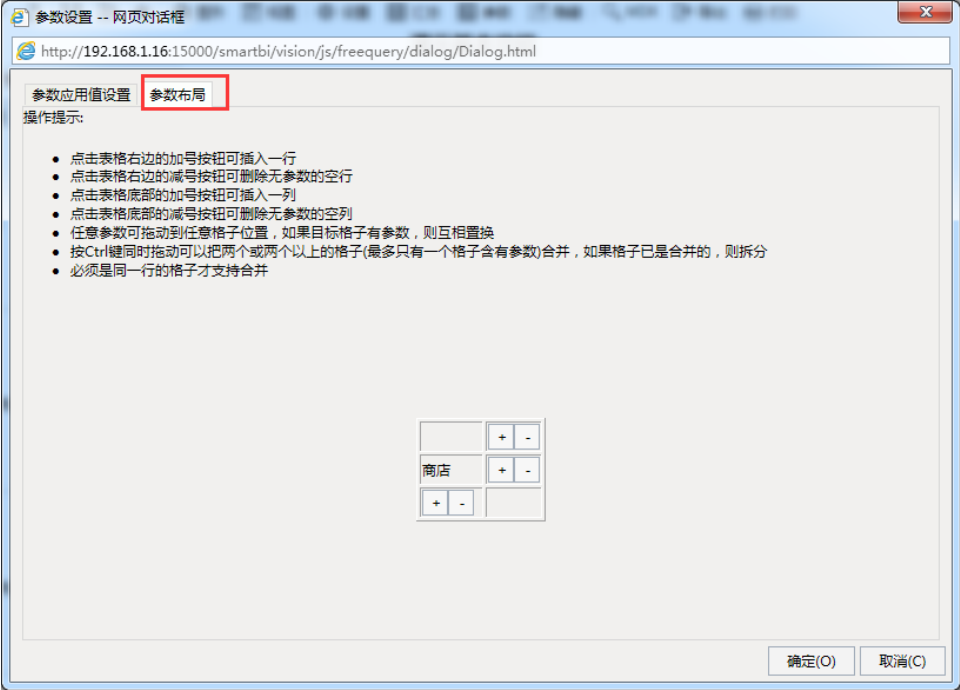 参数设置 -- 网页对话框
http://192.168.1.16:15000/smartbi/vision/js/freequery/dialog/Dialog.html
参数应用值设置 参数布局
操作提示:
● 点击表格右边的加号按钮可插入一行
● 点击表格右边的减号按钮可删除无参数的空行
● 点击表格底部的加号按钮可插入一列
● 点击表格底部的减号按钮可删除无参数的空列
● 任意参数可拖动到任意格子位置，如果目标格子有参数，则互相置换
● 按Ctrl键同时拖动可以把两个或两个以上的格子(最多只有一个格子含有参数)合并，如果格子已是合并的，则拆分
● 必须是同一行的格子才支持合并
+ -
商店 + -
+ -
确定(O) 取消(C)